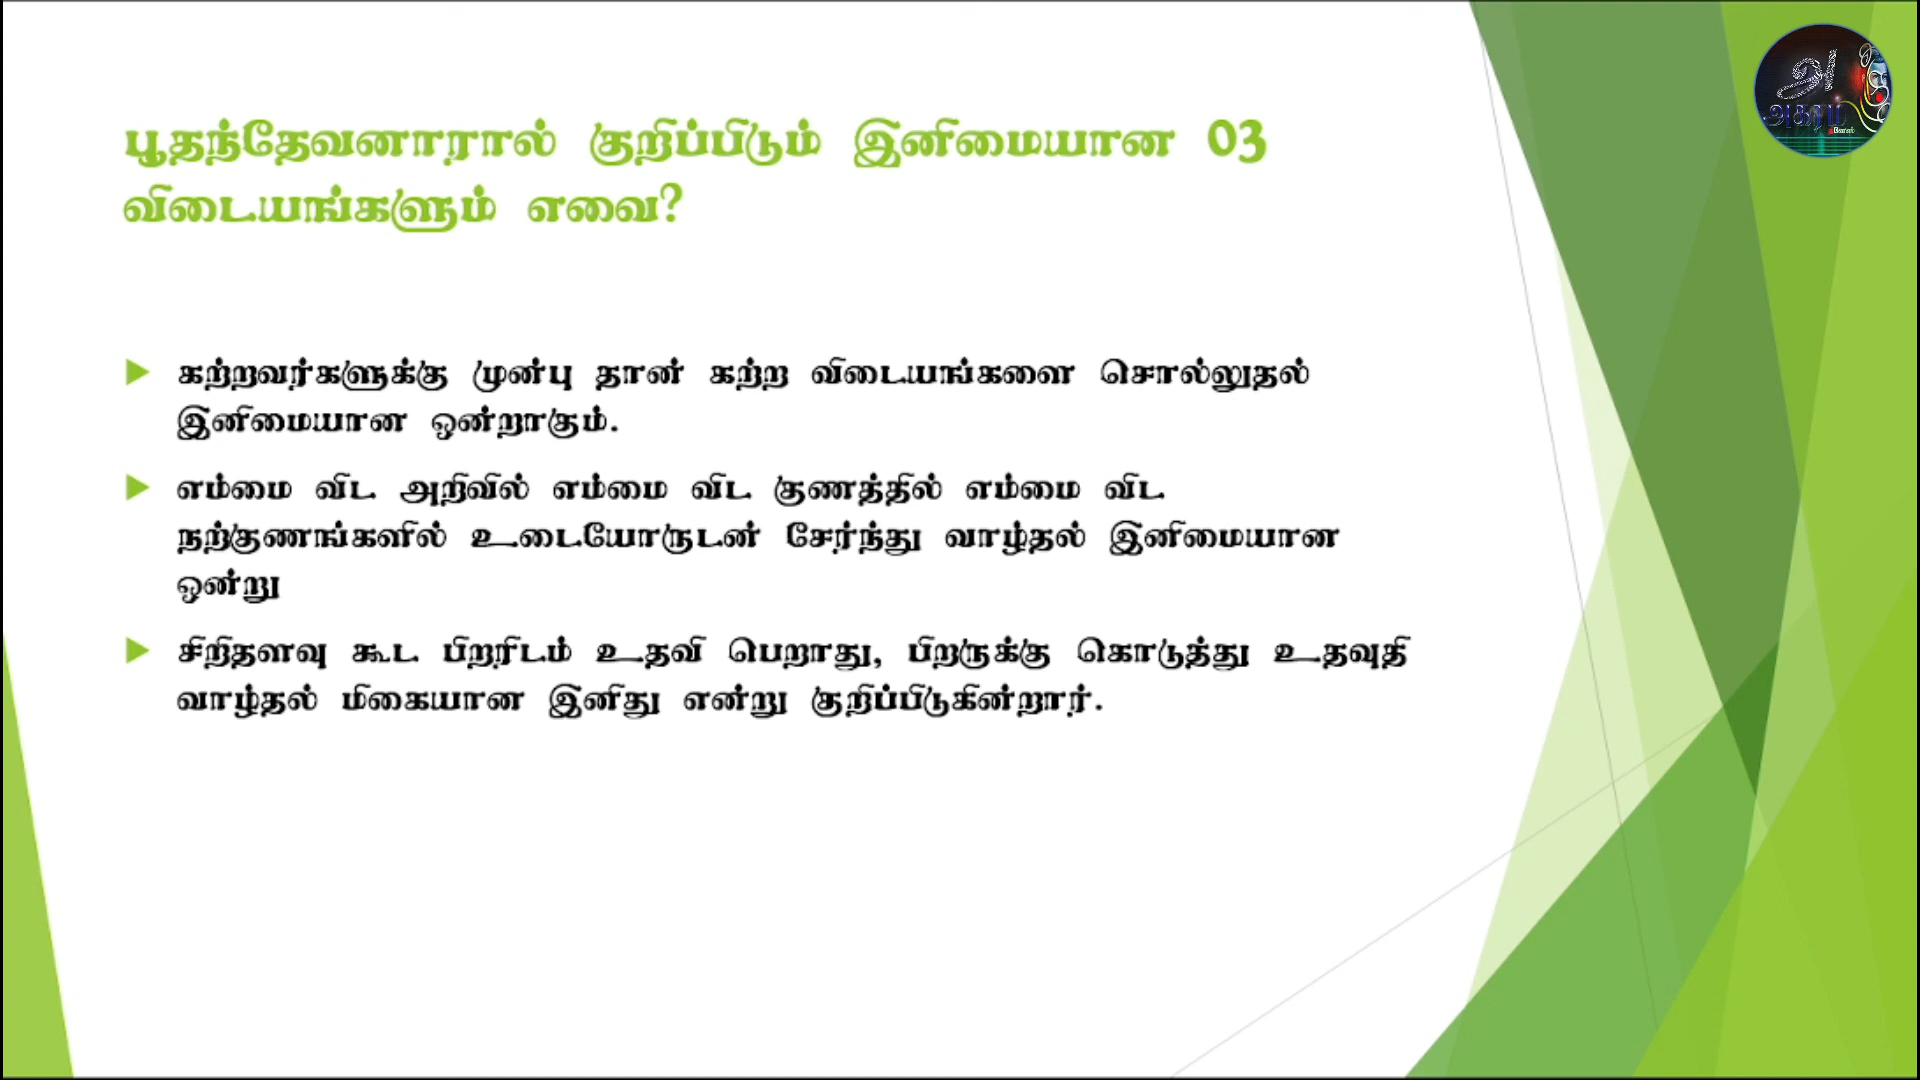 பூதந்தேவனாரால் குறிப்பிடும் இனிமையான 03
விடையங்களும் எவை?
கற்றவர்களுக்கு முன்பு தான் கற்ற விடையங்களை சொல்லுதல்
இனிமையான ஒன்றாகும்.
எம்மை விட அறிவில் எம்மை விட குணத்தில் எம்மை விட
நற்குணங்களில் உடையோருடன் சேர்ந்து வாழ்தல் இனிமையான
ஒன்று
சிறிதளவு கூட பிறரிடம் உதவி பெறாது, பிறருக்கு கொடுத்து உதவுதி
வாழ்தல் மிகையான இனிது என்று குறிப்பிடுகின்றார்.
அ
அகரம்